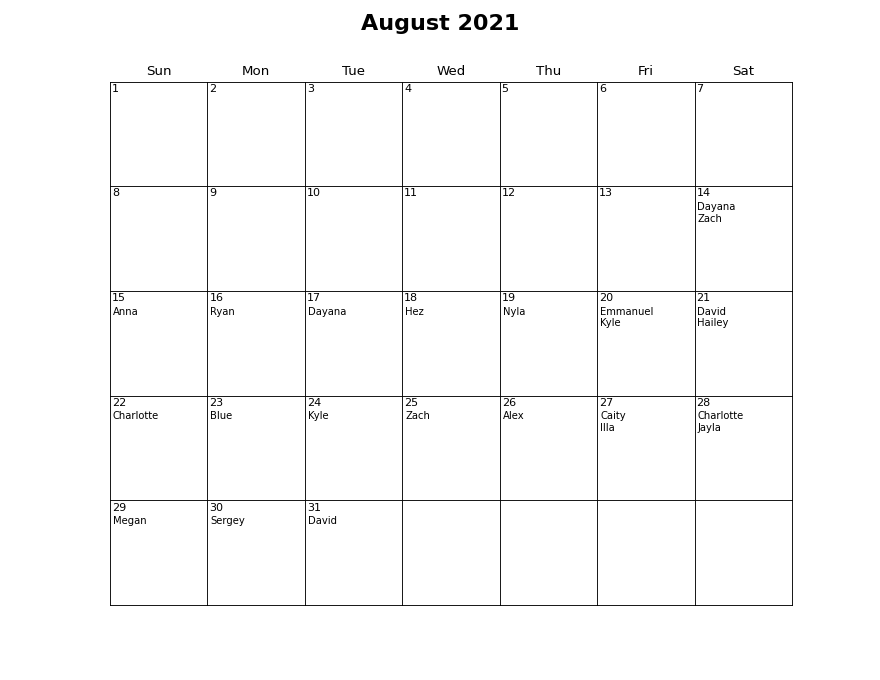 August 2021
Sun Mon Tue Wed Thu Fri Sat
1 2 3 4 5 6 7
8 9 10 11 12 13 14
Dayana
Zach
15 16 17 18 19 20 21
Anna Ryan Dayana Hez Nyla Emmanuel David
Kyle Hailey
22 23 24 25 26 27 28
Charlotte Blue Kyle Zach Alex Caity Charlotte
Illa Jayla
29 30 31
Megan Sergey David